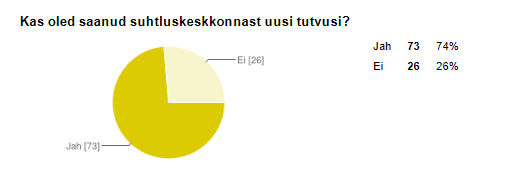 Kas oled saanud suhtluskeskkonnast uusi tutvusi?
Jah 73 74%
Ei 26 26%
Ei [26]
Jah [73]